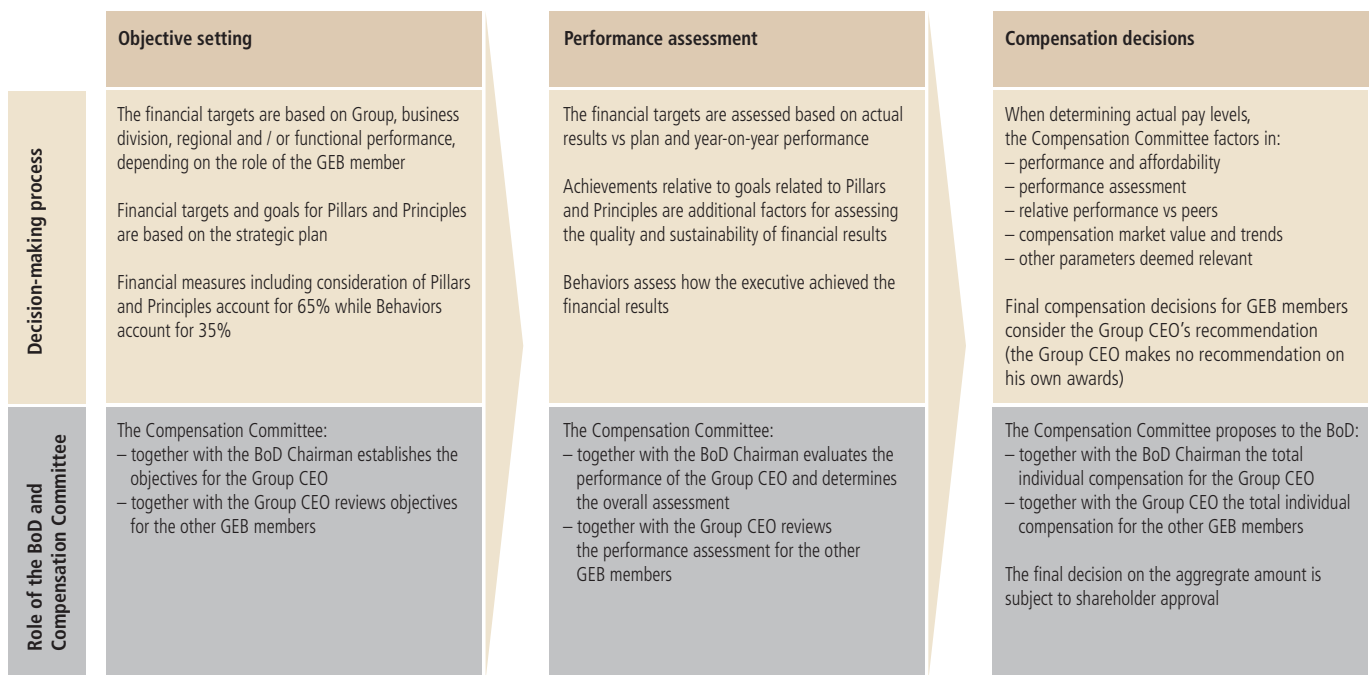 Objective setting
Performance assessment
Compensation decisions
Decision-making process
The financial targets are based on Group, business
division, regional and / or functional performance,
depending on the role of the GEB member
Financial targets and goals for Pillars and Principles
are based on the strategic plan
Financial measures including consideration of Pillars
and Principles account for 65% while Behaviors
account for 35%
The financial targets are assessed based on actual
results vs plan and year-on-year performance
Achievements relative to goals related to Pillars
and Principles are additional factors for assessing
the quality and sustainability of financial results
Behaviors assess how the executive achieved the
financial results
When determining actual pay levels,
the Compensation Committee factors in:
– performance and affordability
– performance assessment
– relative performance vs peers
– compensation market value and trends
– other parameters deemed relevant
Final compensation decisions for GEB members
consider the Group CEO’s recommendation
(the Group CEO makes no recommendation on
his own awards)
Role of the BoD and
Compensation Committee
The Compensation Committee:
– together with the BoD Chairman establishes the
objectives for the Group CEO
– together with the Group CEO reviews objectives
for the other GEB members
The Compensation Committee:
– together with the BoD Chairman evaluates the
performance of the Group CEO and determines
the overall assessment
– together with the Group CEO reviews
the performance assessment for the other
GEB members
The Compensation Committee proposes to the BoD:
– together with the BoD Chairman the total
individual compensation for the Group CEO
– together with the Group CEO the total individual
compensation for the other GEB members
The final decision on the aggregrate amount is
subject to shareholder approval